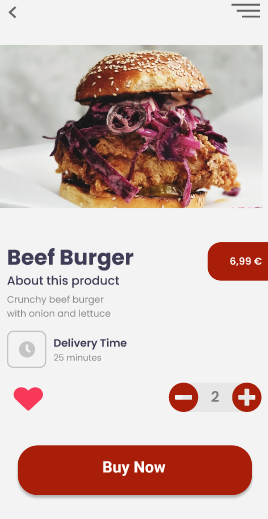 Beef Burger
6,99 €
About this product
Crunchy beef burger
with onion and lettuce
Delivery Time
25 minutes
2
Buy Now